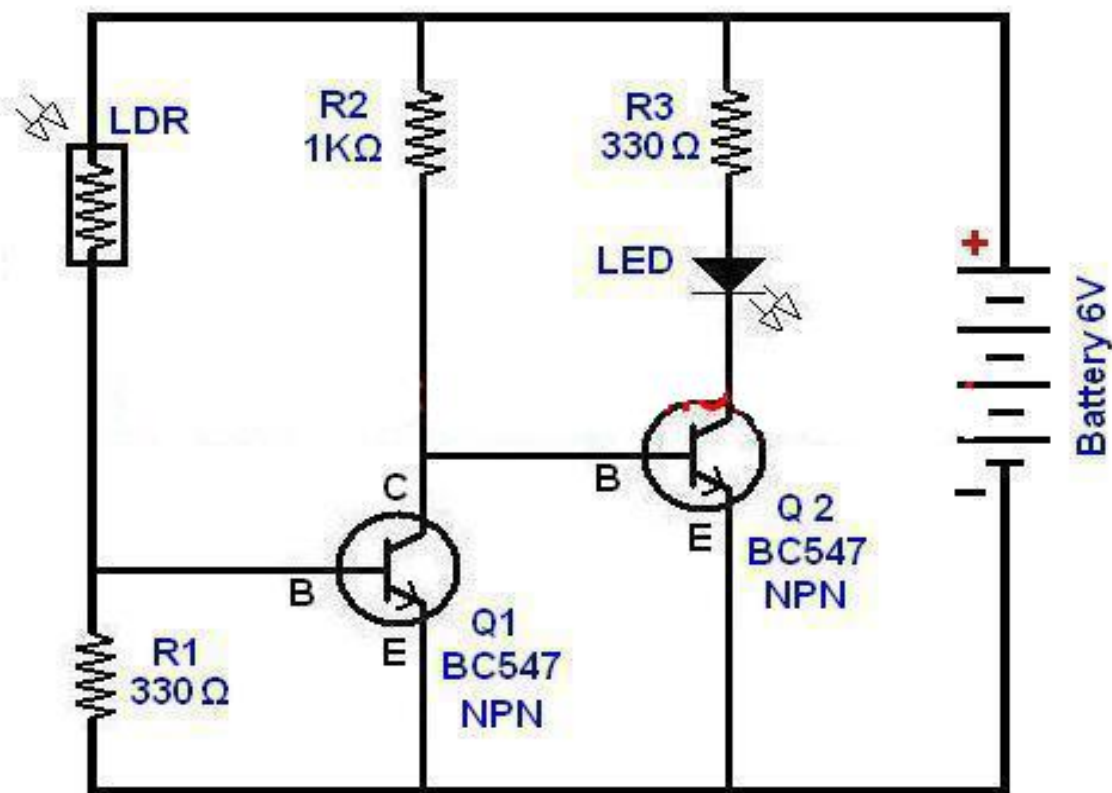 LDR
R2
1KΩ
R3
330 Ω
LED
+
Battery 6V
-
C
B
E
Q1
BC547
NPN
B
E
Q 2
BC547
NPN
R1
330 Ω